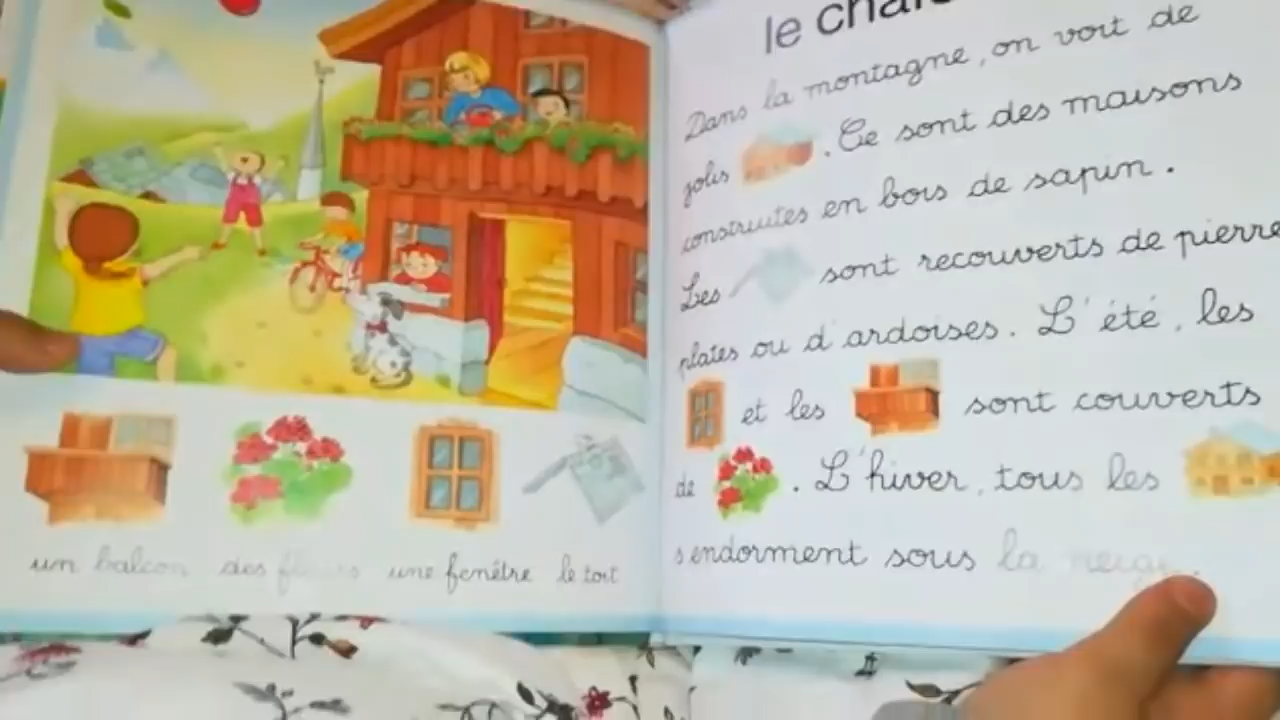 un balcon des fleurs une fenêtre le toit
le
Dans la montagne, on voit de
jolis . Ce sont des maisons
construites en bois de sapin.
Les sont recouverts de pierre
plates ou d'ardoises. L'été, les
et les sont couverts
de . L'hiver, tous les
s'endorment sous la neige.